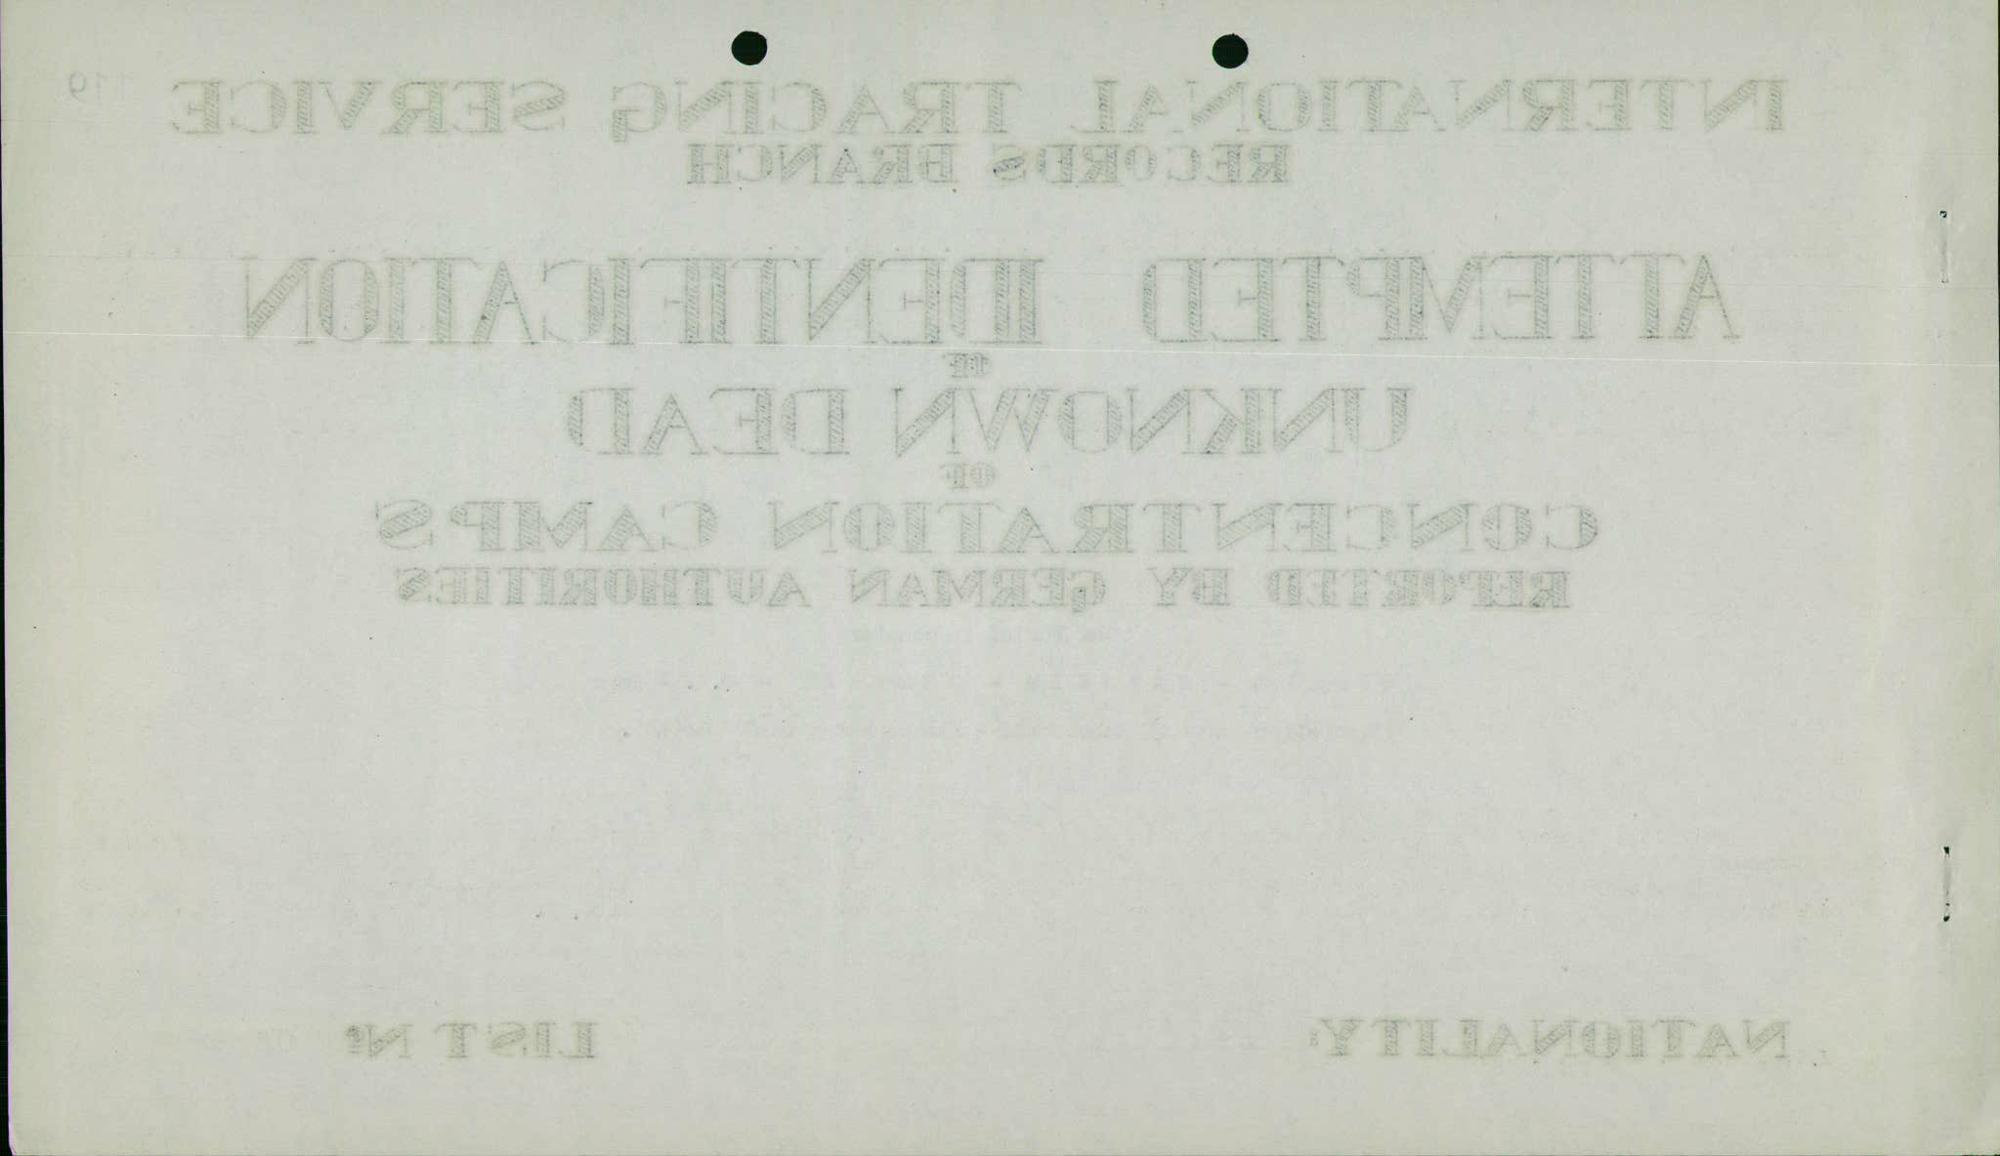 119
INTERNATIONAL TRACING SERVICE
RECORDS BRANCH
ATTEMPTED IDENTIFICATION
OF
UNKNOWN DEAD
OF
CONCENTRATION CAMPS
REPORTED BY GERMAN AUTHORITIES
NATIONALITY: LIST Nº